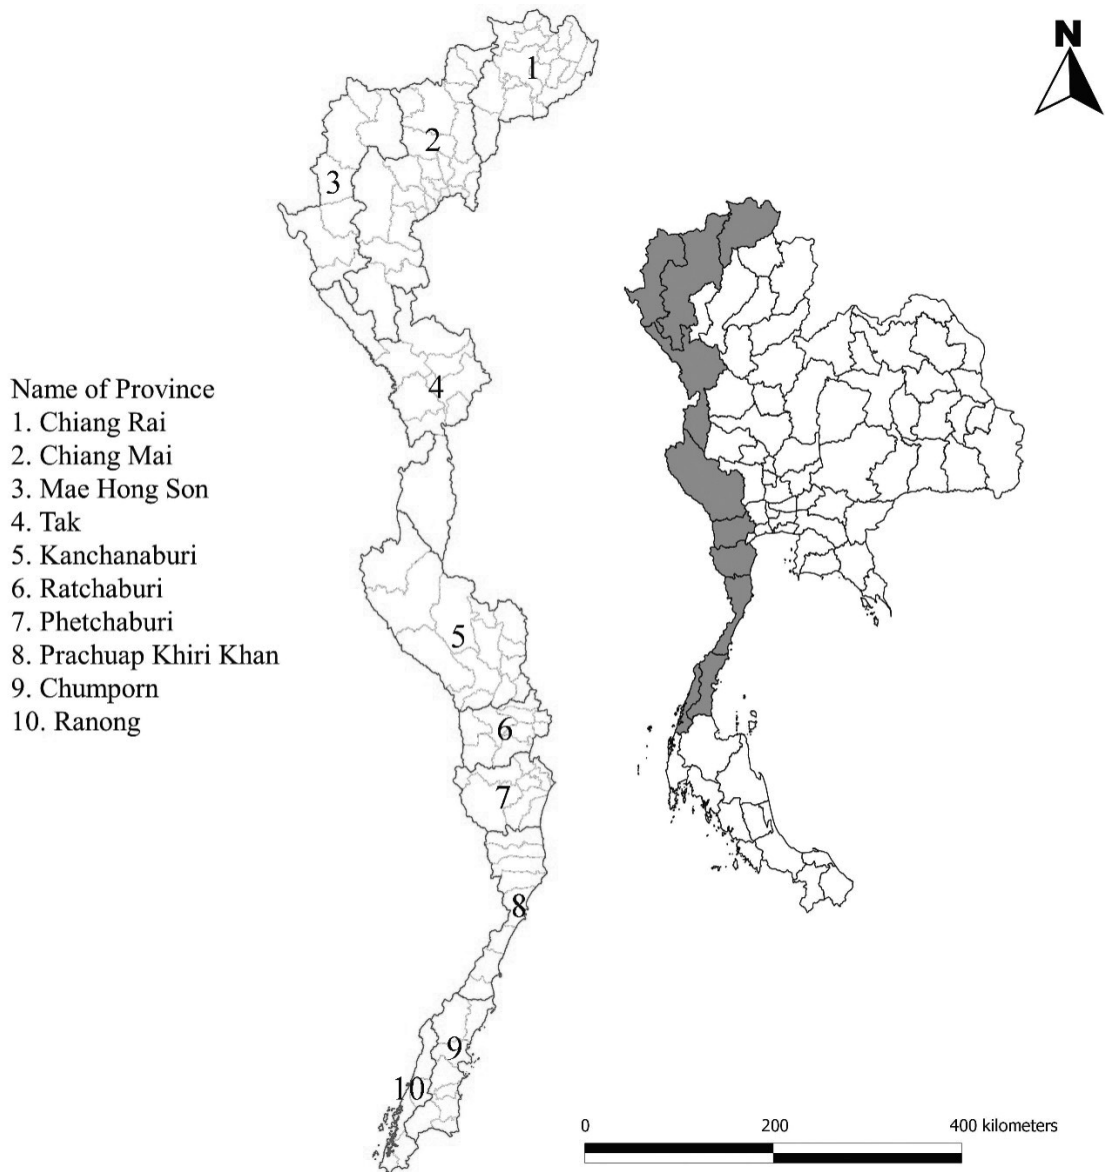 N
1
2
3
4
Name of Province
1. Chiang Rai
2. Chiang Mai
3. Mae Hong Son
4. Tak
5. Kanchanaburi
6. Ratchaburi
7. Phetchaburi
8. Prachuap Khiri Khan
9. Chumporn
10. Ranong
5
6
7
8
9
10
0 200 400 kilometers